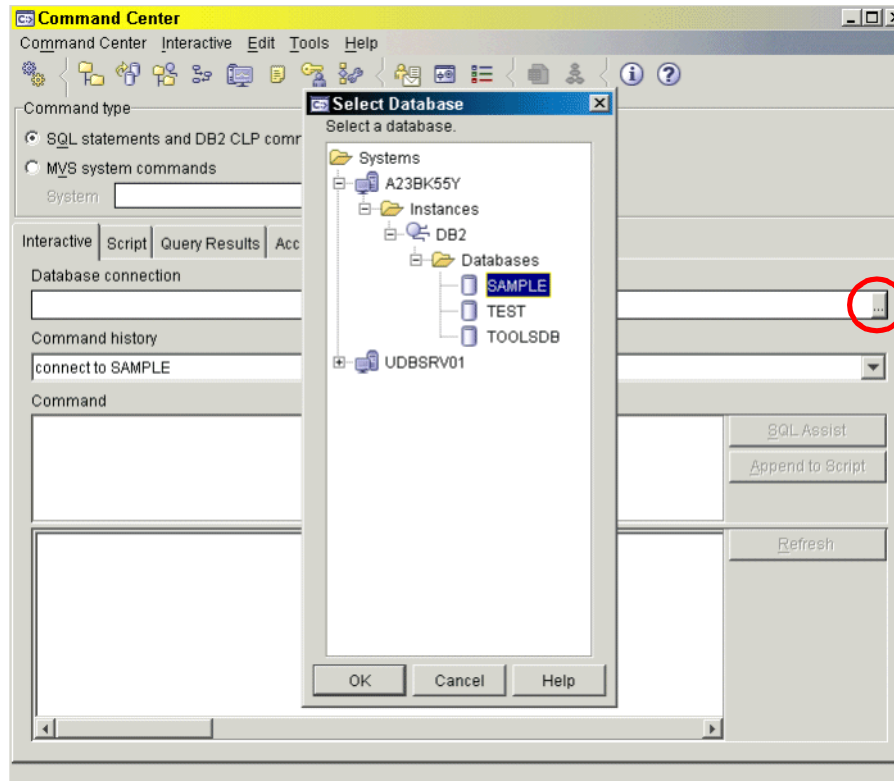 Command Center
Command Center Interactive Edit Tools Help
Command type
SQL statements and DB2 CLP comm
MVS system commands
System
Interactive Script Query Results Acc
Database connection
Command history
connect to SAMPLE
Command
SQL Assist
Append to Script
Refresh
Select Database
Select a database.
Systems
A23BK55Y
Instances
DB2
Databases
SAMPLE
TEST
TOOLSDB
UDBSRV01
OK Cancel Help